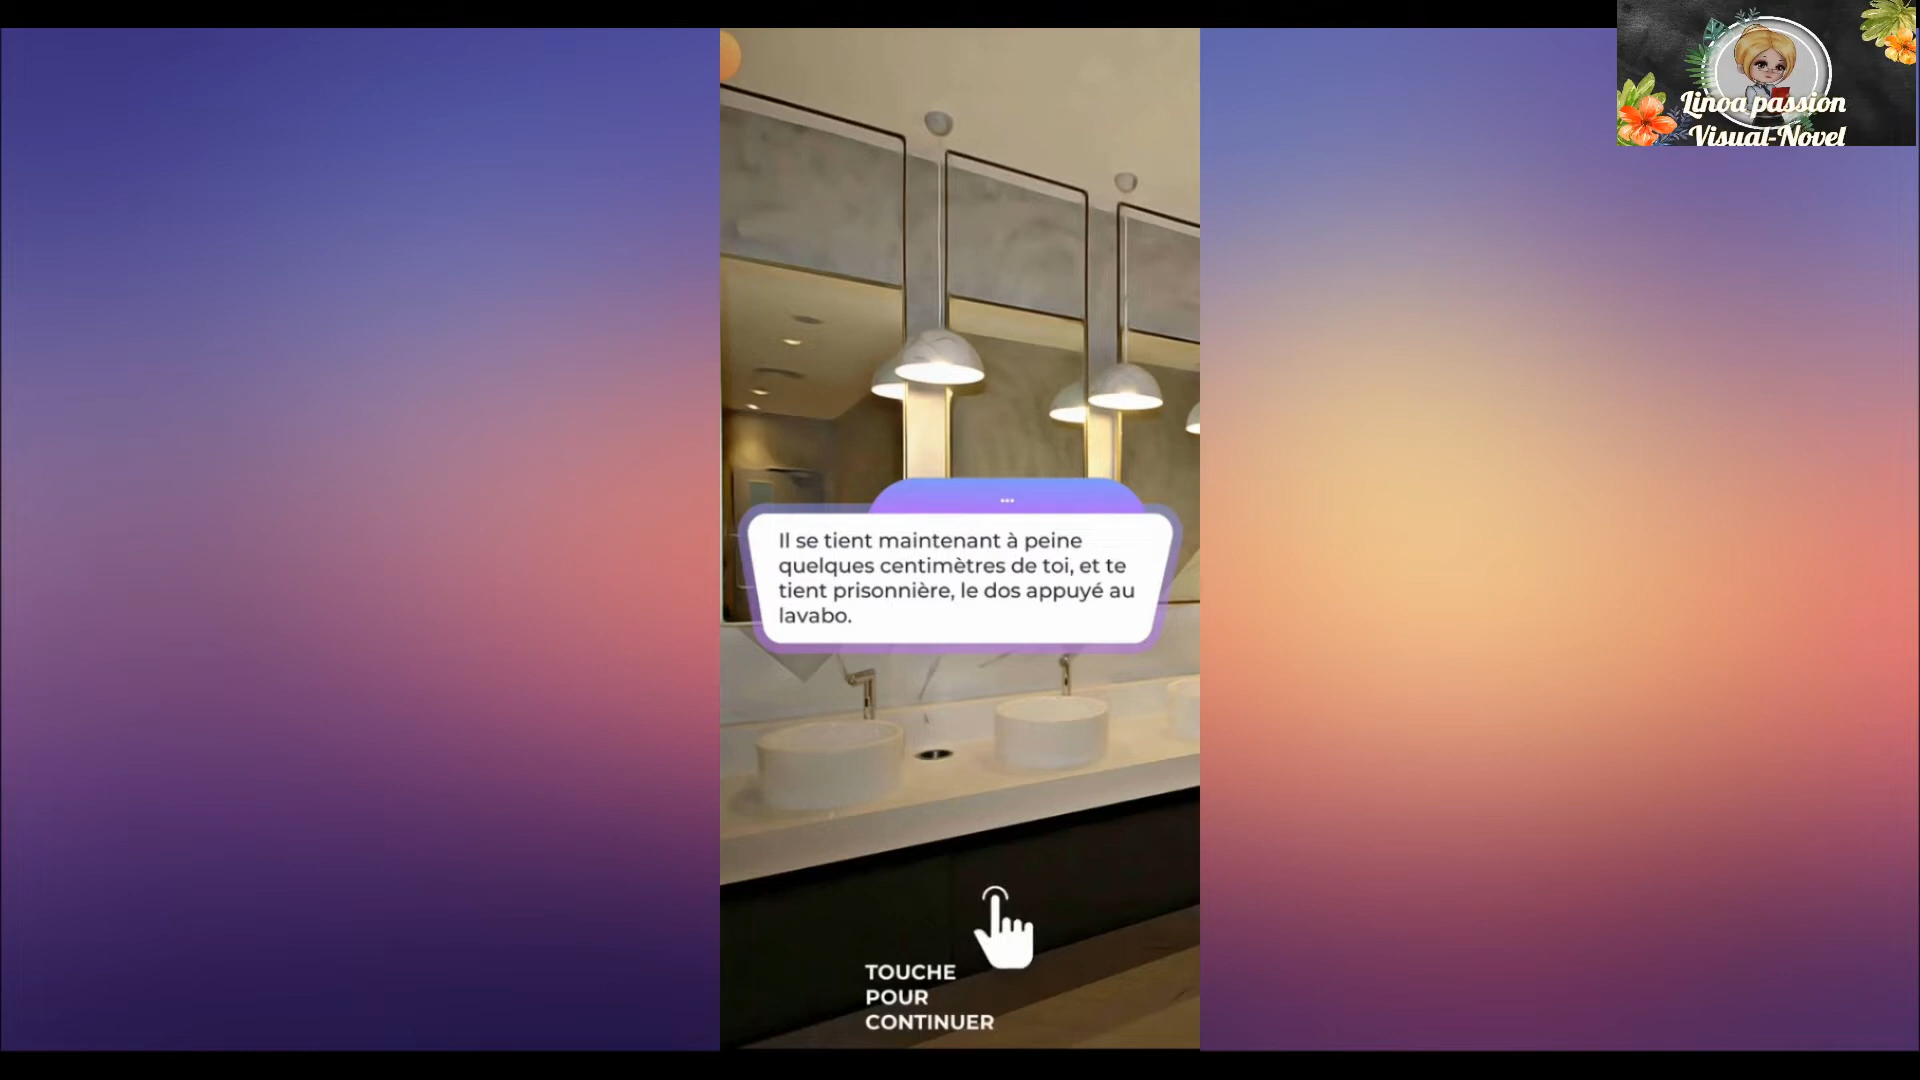 Linoa passion
Visual-Novel
...
Il se tient maintenant à peine
quelques centimètres de toi, et te
tient prisonnière, le dos appuyé au
lavabo.
TOUCHE
POUR
CONTINUER